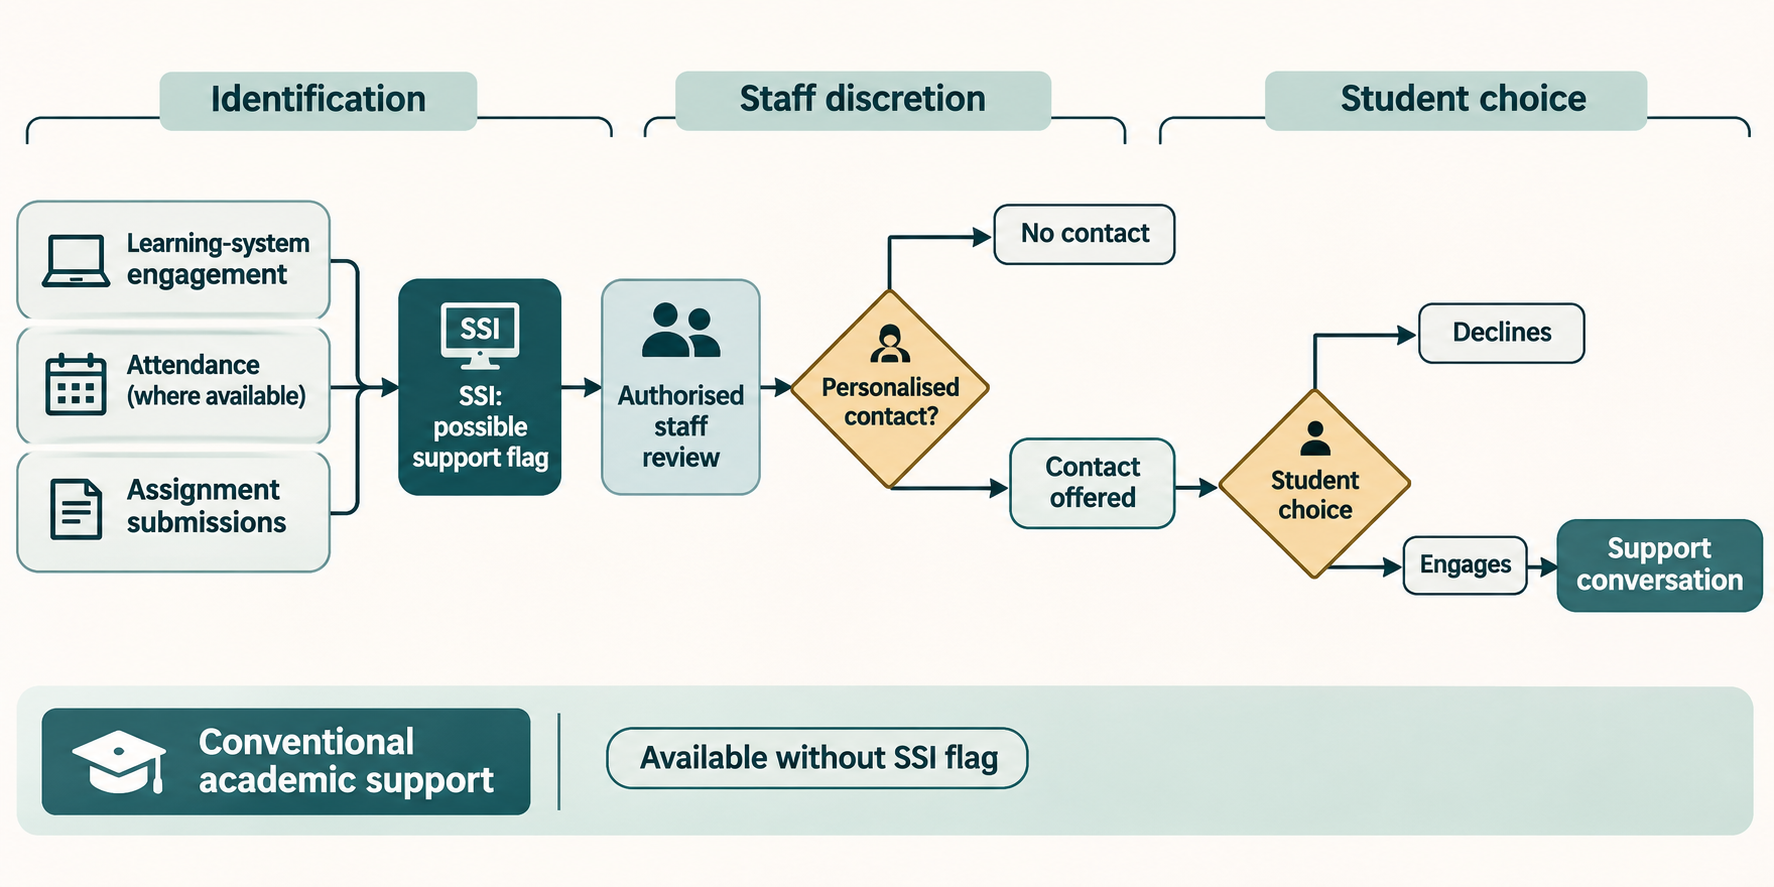 Identification
Staff discretion
Student choice
Learning-system
engagement
Attendance
(where available)
Assignment
submissions
SSI
SSI:
possible
support flag
Authorised
staff
review
Personalised
contact?
No contact
Contact
offered
Student
choice
Declines
Engages
Support
conversation
Conventional
academic support
Available without SSI flag